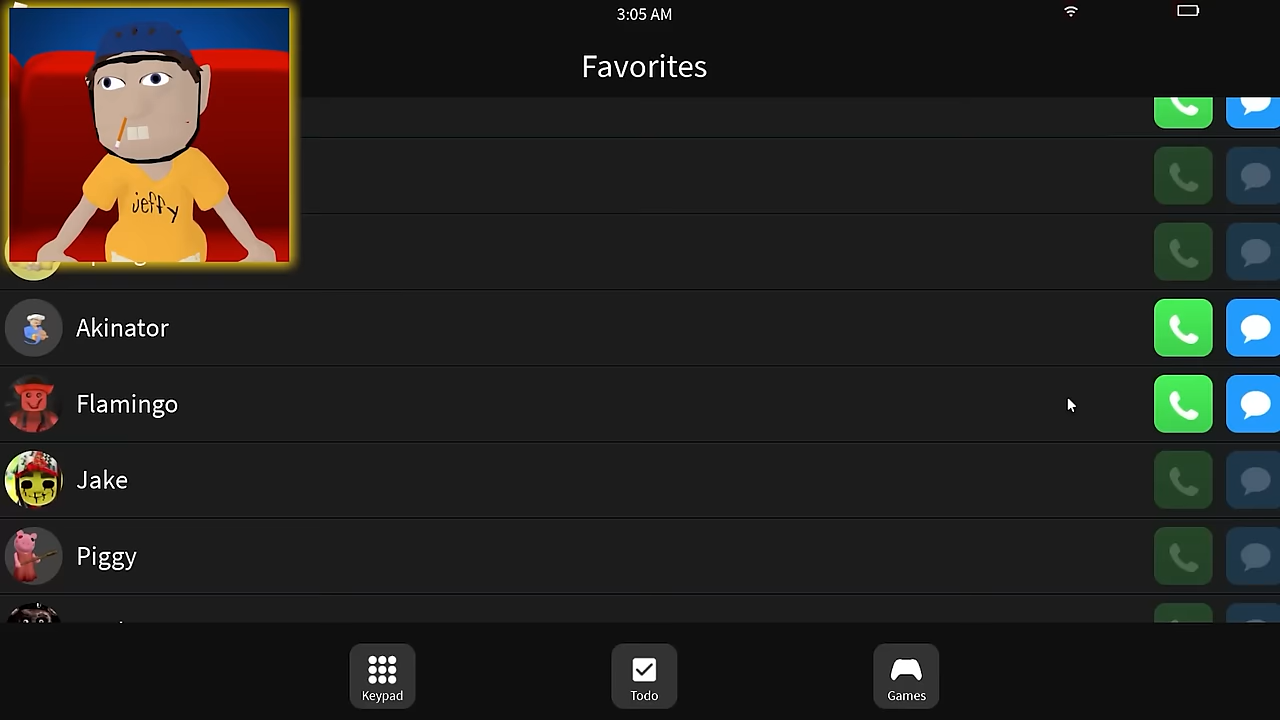 3:05 AM
Favorites
jeffy
Akinator
Flamingo
Jake
Piggy
Keypad
Todo
Games